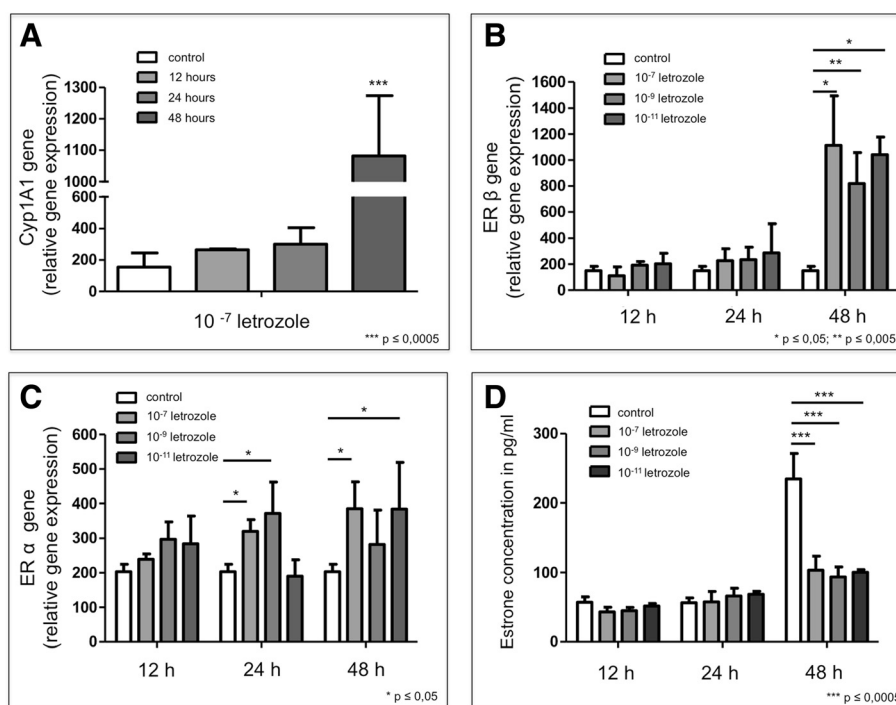 A
control
12 hours
24 hours
48 hours
***
Cyp1A1 gene
(relative gene expression)
1300
1200
1100
1000
600
400
200
0
10 -7 letrozole
*** p ≤ 0,0005
B
control
10-7 letrozole
10-9 letrozole
10-11 letrozole
*
**
*
ER β gene
(relative gene expression)
1600
1400
1200
1000
800
600
400
200
0
12 h
24 h
48 h
* p ≤ 0,05; ** p ≤ 0,005
C
control
10-7 letrozole
10-9 letrozole
10-11 letrozole
*
*
*
*
ER α gene
(relative gene expression)
600
500
400
300
200
100
0
12 h
24 h
48 h
* p ≤ 0,05
D
control
10-7 letrozole
10-9 letrozole
10-11 letrozole
***
***
***
Estrone concentration in pg/ml
300
200
100
0
12 h
24 h
48 h
*** p ≤ 0,0005